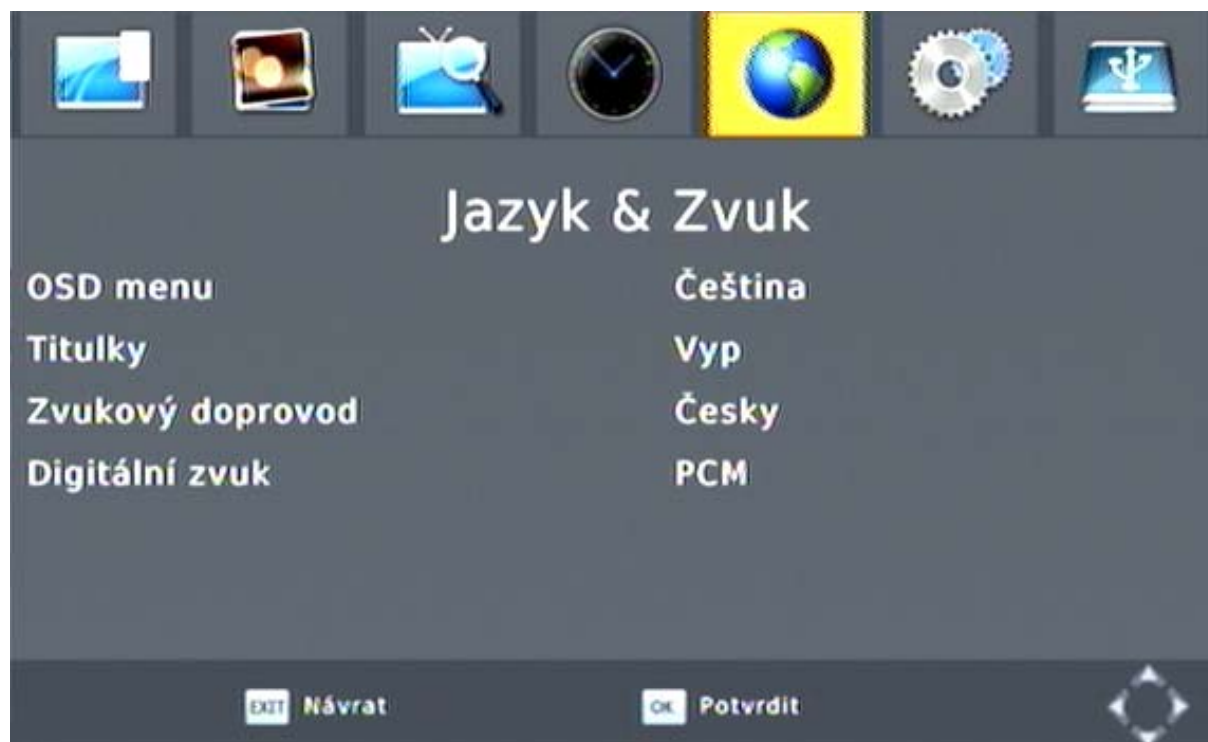 Jazyk & Zvuk
OSD menu Čeština
Titulky Vyp
Zvukový doprovod Česky
Digitální zvuk PCM
EXIT Návrat OK Potvrdit